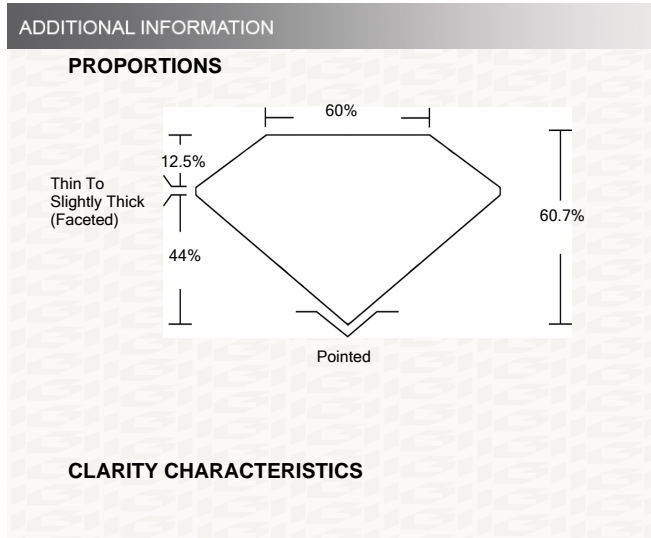 ADDITIONAL INFORMATION
PROPORTIONS
60%
12.5%
Thin To
Slightly Thick
(Faceted)
60.7%
44%
Pointed
CLARITY CHARACTERISTICS